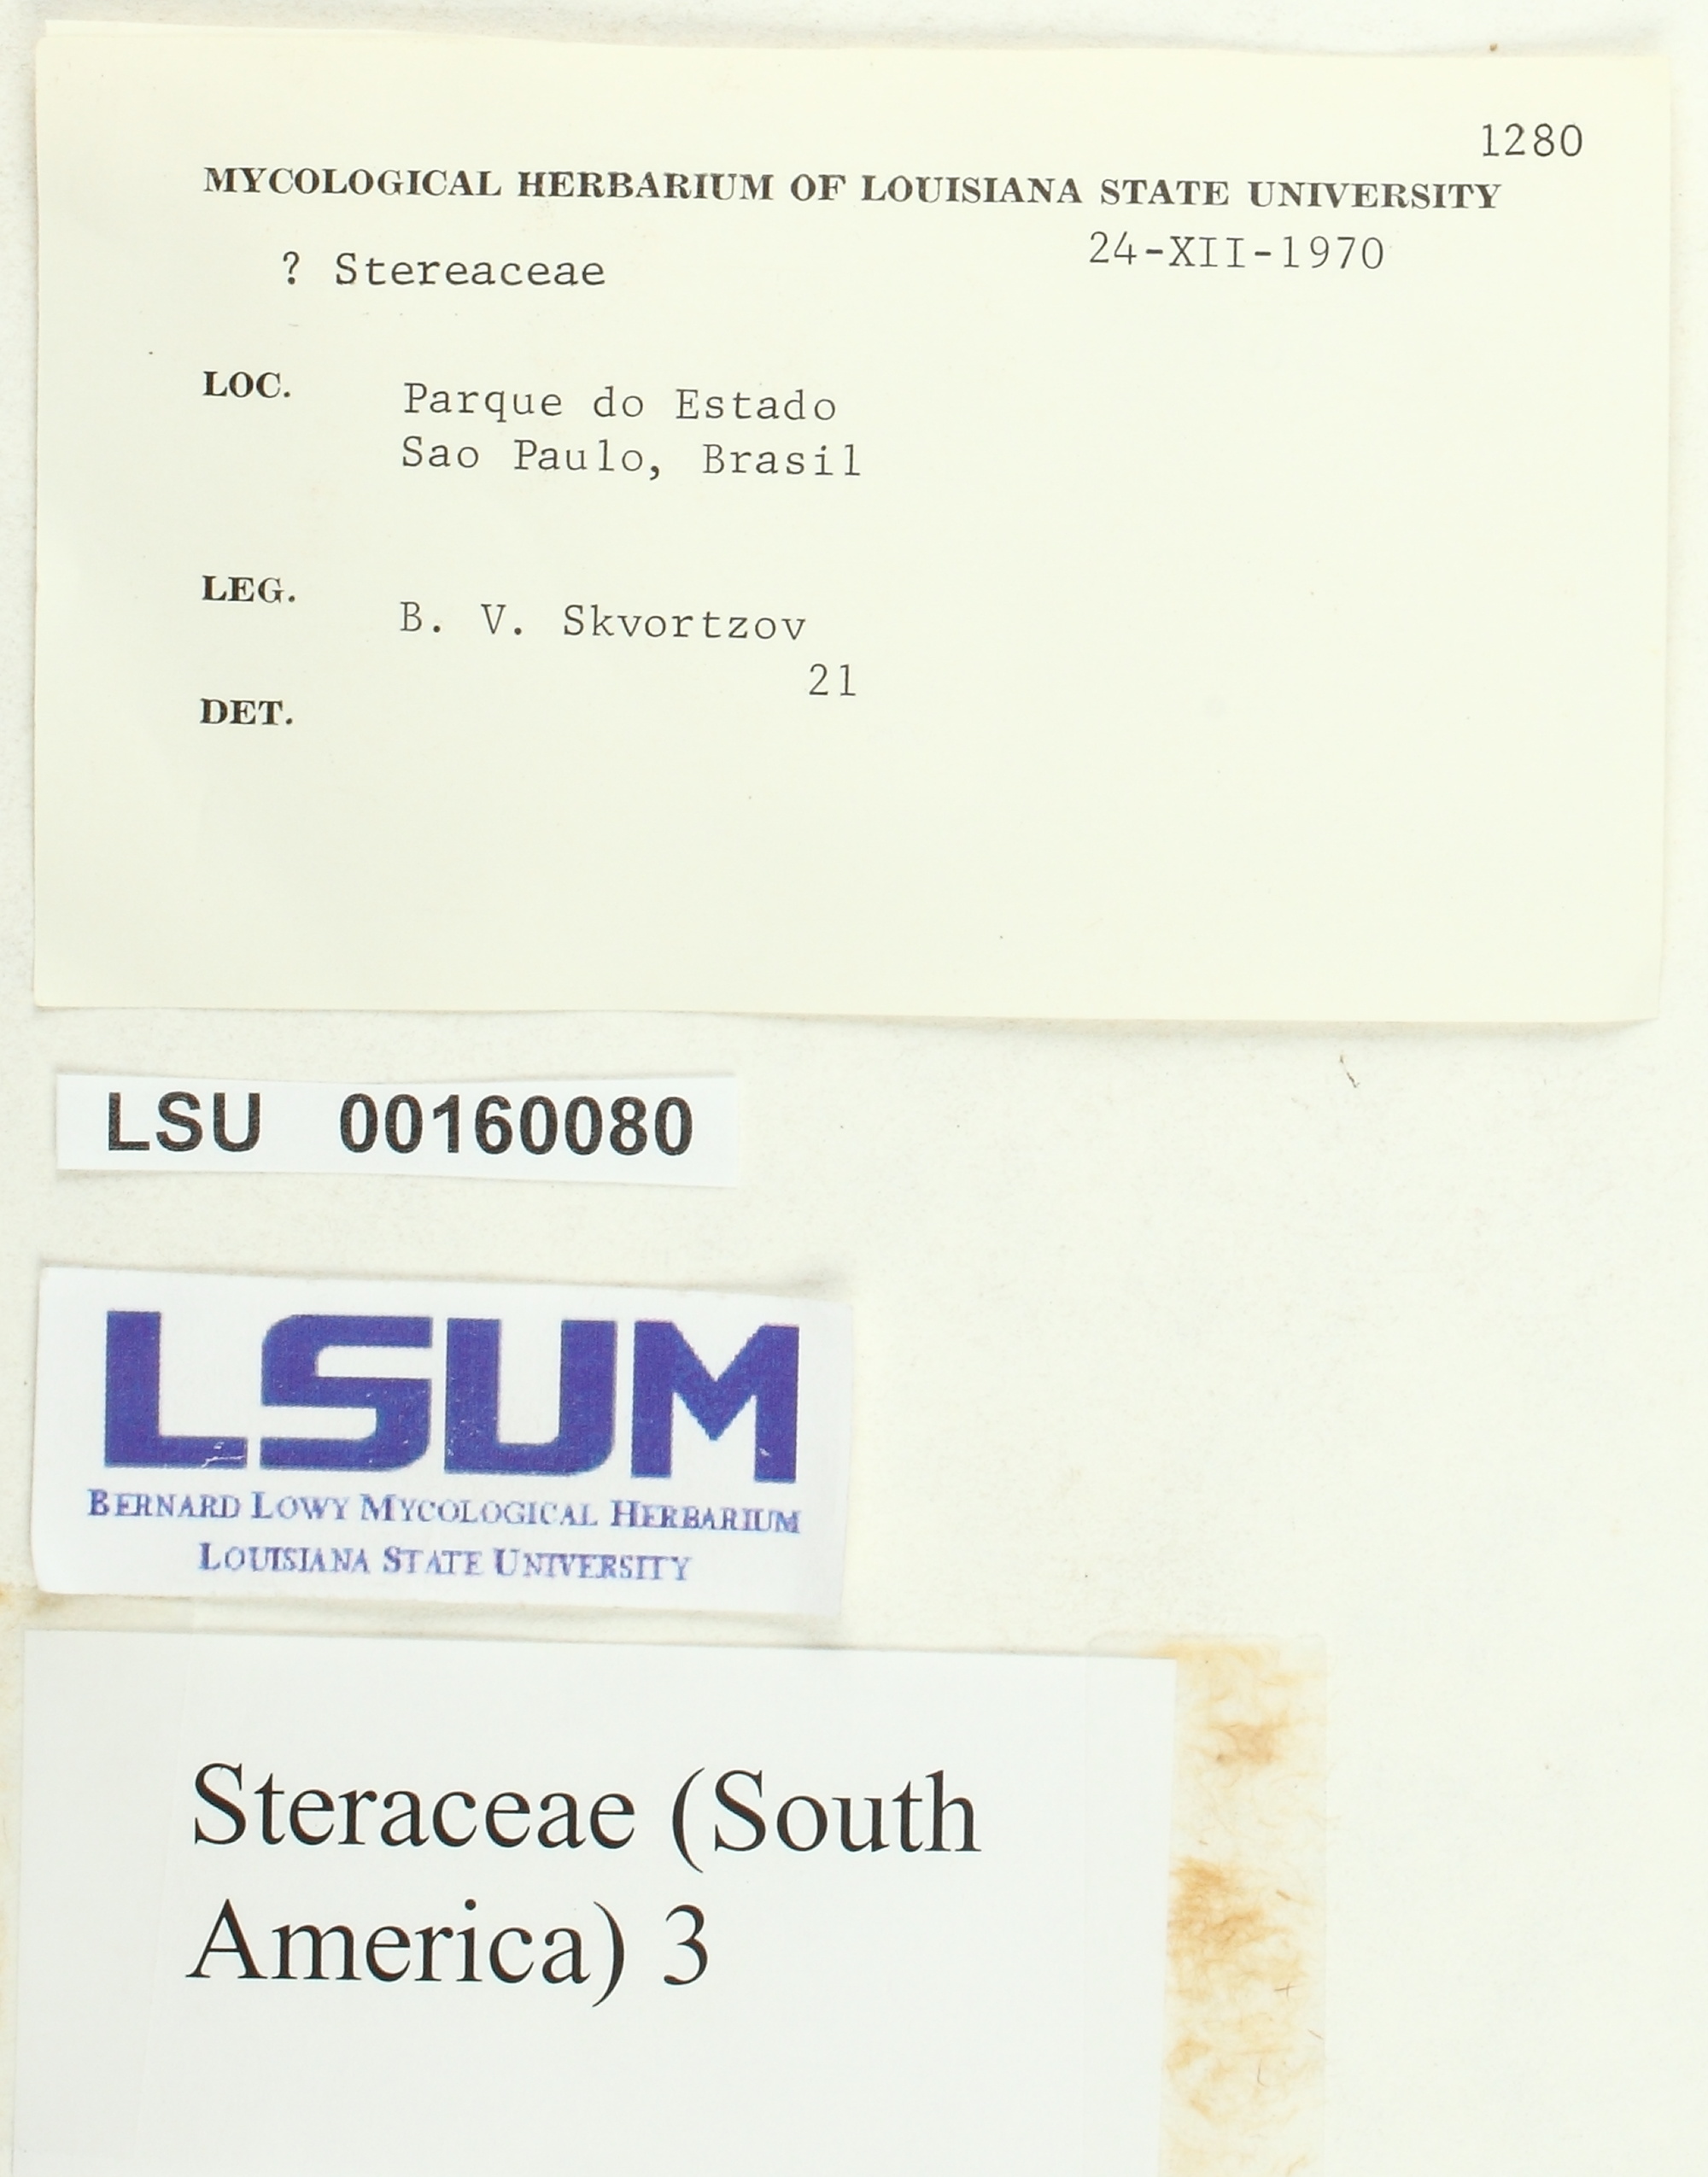 1280
MYCOLOGICAL HERBARIUM OF LOUISIANA STATE UNIVERSITY
24-XII-1970
? Stereaceae
LOC. Parque do Estado
Sao Paulo, Brasil
LEG. B. V. Skvortzov
21
DET.
LSU 00160080
LSUM
BERNARD LOWY MYCOLOGICAL HERBARIUM
LOUISIANA STATE UNIVERSITY
Steraceae (South
America) 3